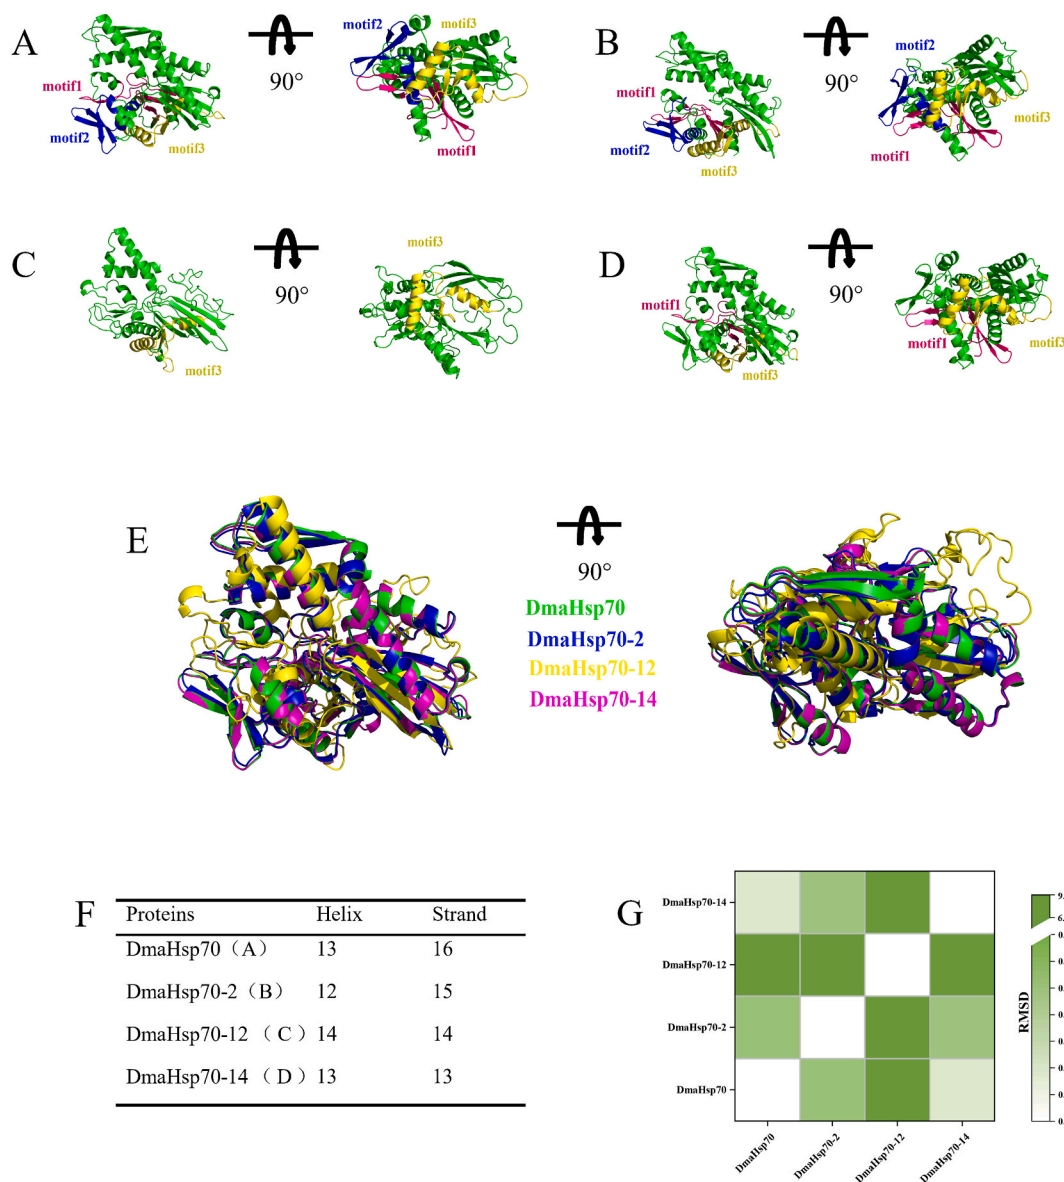 A
motif1
motif2
motif3
90°
motif2
motif3
motif1
B
motif1
motif2
motif3
90°
motif2
motif3
motif1
C
motif3
90°
motif3
D
motif1
motif3
90°
motif1
motif3
E
90°
DmaHsp70
DmaHsp70-2
DmaHsp70-12
DmaHsp70-14
F
Proteins Helix Strand
DmaHsp70 (A) 13 16
DmaHsp70-2 (B) 12 15
DmaHsp70-12 (C) 14 14
DmaHsp70-14 (D) 13 13
G
DmaHsp70-14
DmaHsp70-12
DmaHsp70-2
DmaHsp70
DmaHsp70
DmaHsp70-2
DmaHsp70-12
DmaHsp70-14
RMSD